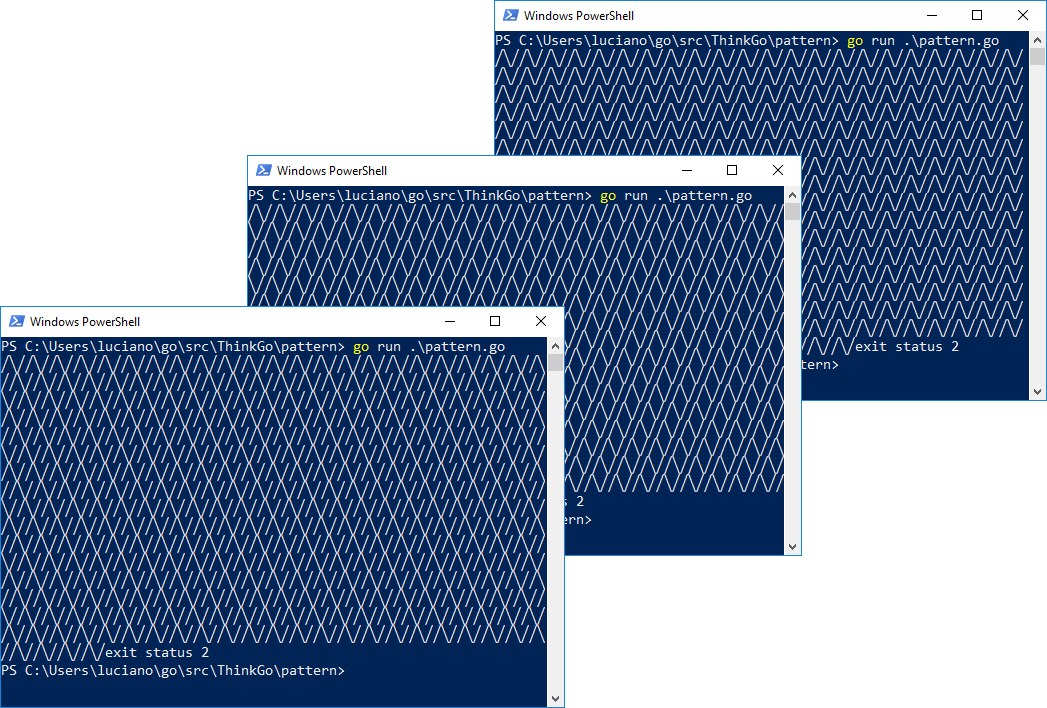 Windows PowerShell
PS C:\Users\luciano\go\src\ThinkGo\pattern> go run .\pattern.go
exit status 2
tern>
Windows PowerShell
PS C:\Users\luciano\go\src\ThinkGo\pattern> go run .\pattern.go
s 2
ern>
Windows PowerShell
PS C:\Users\luciano\go\src\ThinkGo\pattern> go run .\pattern.go
exit status 2
PS C:\Users\luciano\go\src\ThinkGo\pattern>